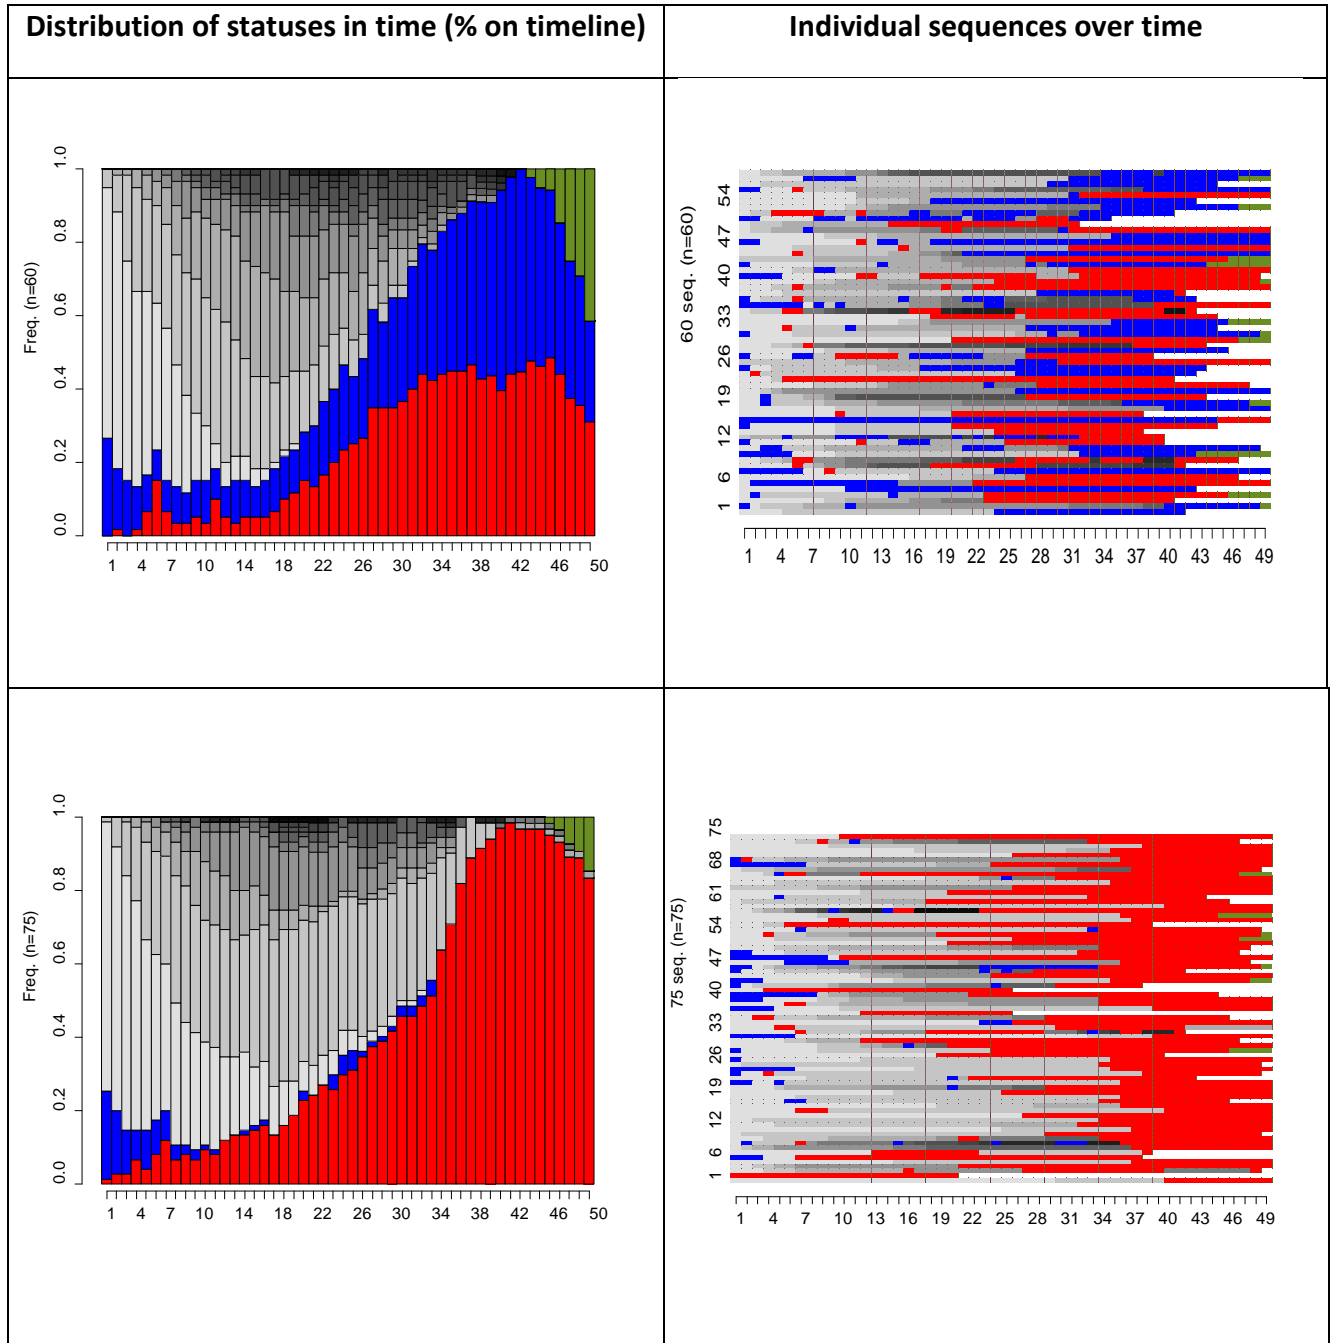 Distribution of statuses in time (% on timeline)
Individual sequences over time
Freq. (n=60)
0.0 0.2 0.4 0.6 0.8 1.0
1 4 7 10 14 18 22 26 30 34 38 42 46 50
60 seq. (n=60)
1 6 12 19 26 33 40 47 54
1 4 7 10 13 16 19 22 25 28 31 34 37 40 43 46 49
Freq. (n=75)
0.0 0.2 0.4 0.6 0.8 1.0
1 4 7 10 14 18 22 26 30 34 38 42 46 50
75 seq. (n=75)
1 6 12 19 26 33 40 47 54 61 68 75
1 4 7 10 13 16 19 22 25 28 31 34 37 40 43 46 49